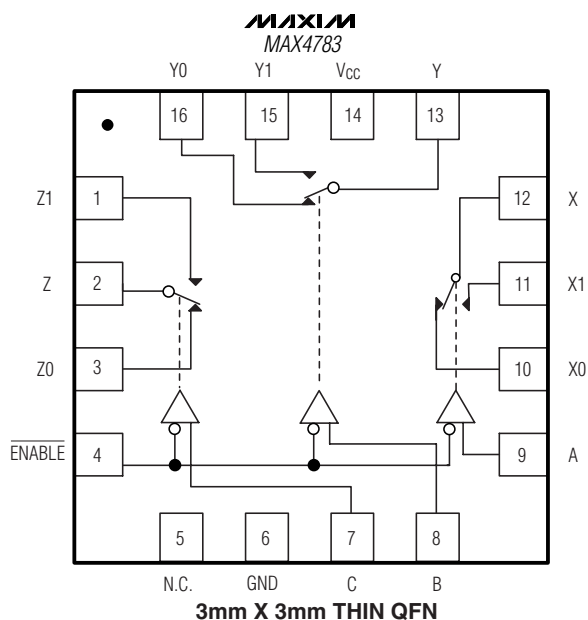 MAXIM
MAX4783
Y0 Y1 VCC Y
16 15 14 13
Z1 1 12 X
Z 2 11 X1
Z0 3 10 X0
ENABLE 4 9 A
5 6 7 8
N.C. GND C B
3mm X 3mm THIN QFN